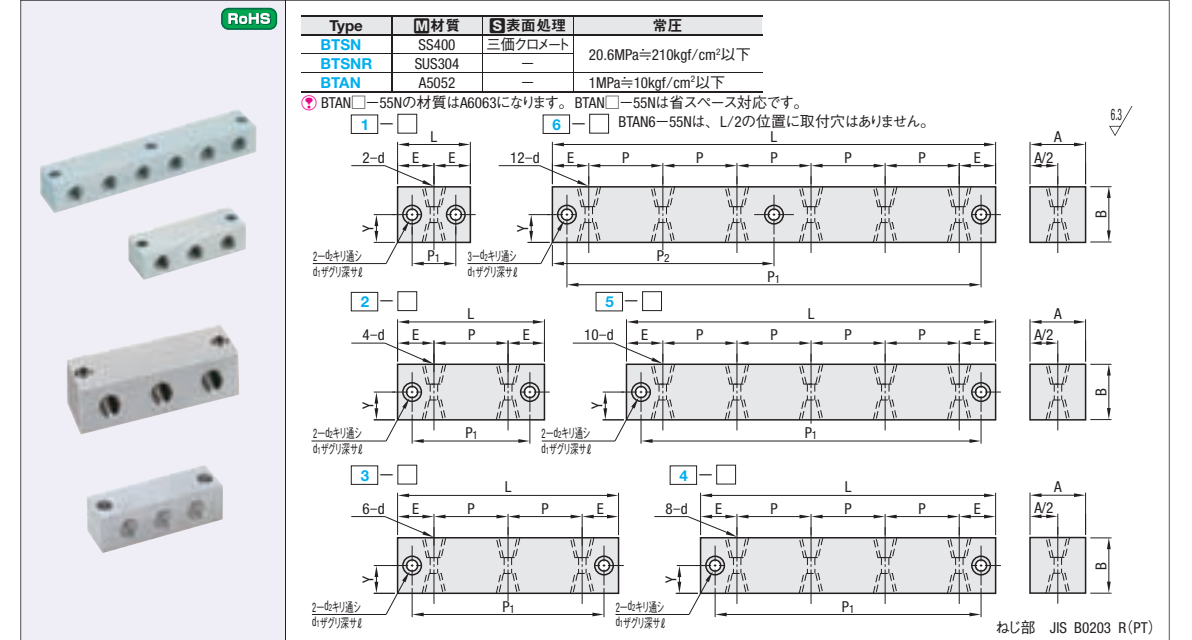 RoHS
Type M材質 S表面処理 常圧
BTSN SS400 三価クロメート 20.6MPa≒210kgf/cm²以下
BTSNR SUS304 －
BTAN A5052 － 1MPa≒10kgf/cm²以下
BTAN□－55Nの材質はA6063になります。 BTAN□－55Nは省スペース対応です。
1－□
6－□ BTAN6－55Nは、L/2の位置に取付穴はありません。
6.3
L
2-d E E
Y
2-d2キリ通シ
d1ザグリ深サℓ
P1
L
12-d E P P P P P E
Y
3-d2キリ通シ
d1ザグリ深サℓ
P2
P1
A
A/2
B
2－□
L
4-d E P E
Y
2-d2キリ通シ
d1ザグリ深サℓ
P1
5－□
L
10-d E P P P P E
Y
2-d2キリ通シ
d1ザグリ深サℓ
P1
A
A/2
B
3－□
L
6-d E P P E
Y
2-d2キリ通シ
d1ザグリ深サℓ
P1
4－□
L
8-d E P P P E
Y
2-d2キリ通シ
d1ザグリ深サℓ
P1
A
A/2
B
ねじ部 JIS B0203 R(PT)